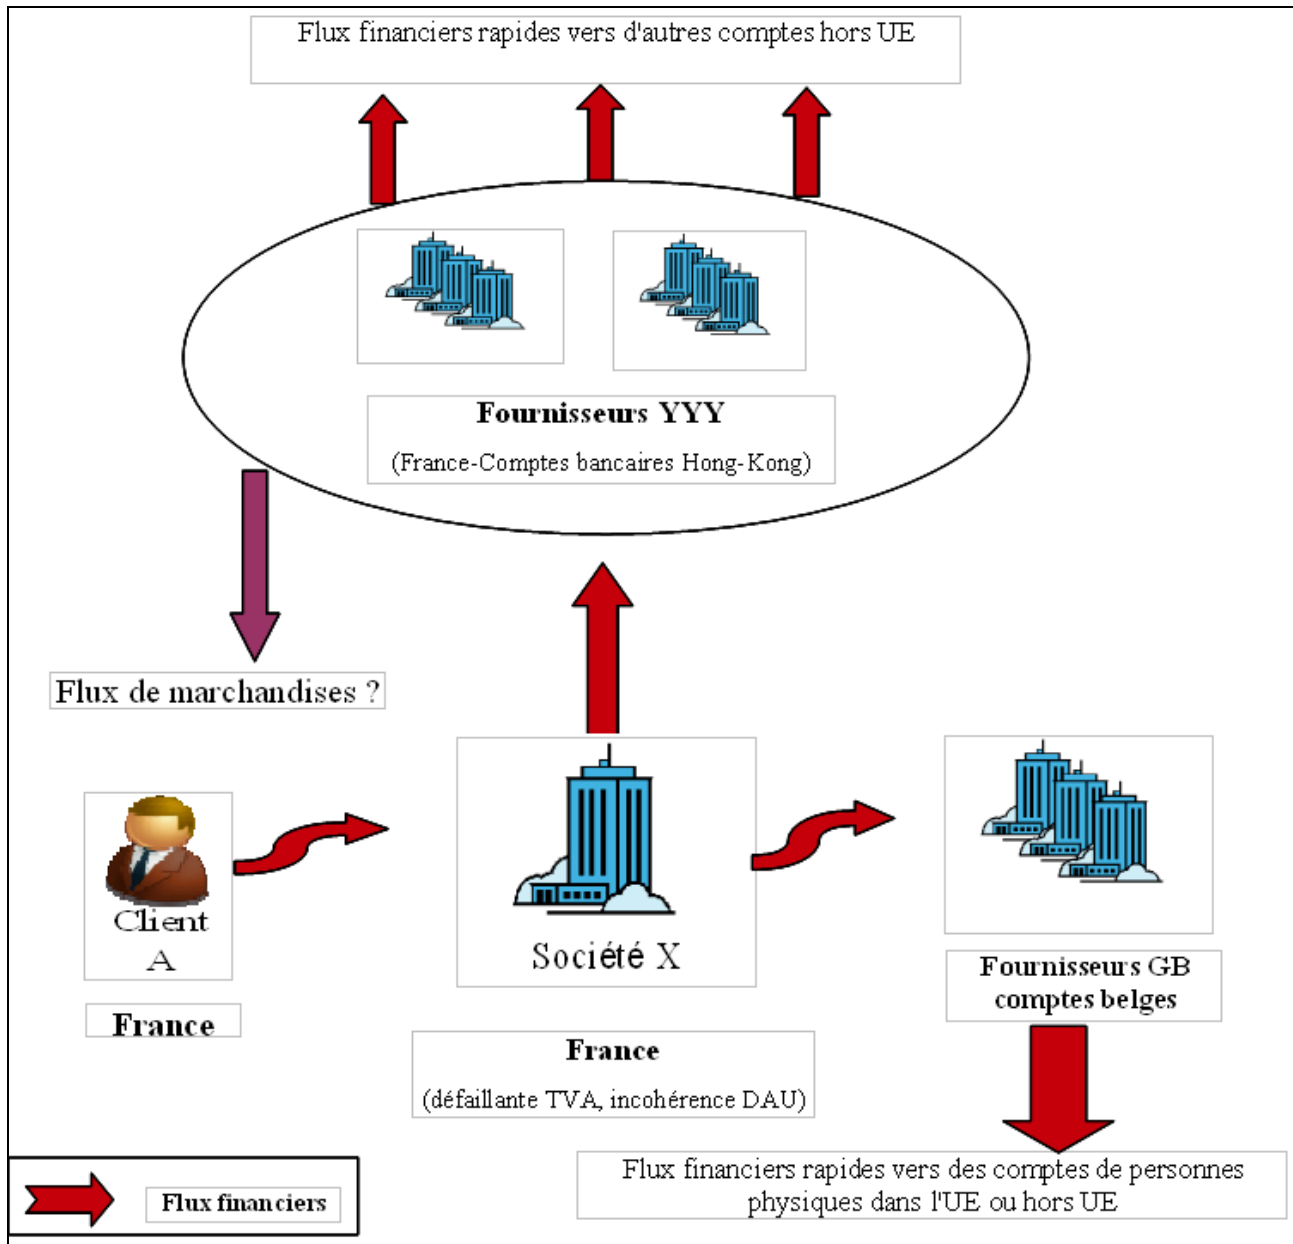 Flux financiers rapides vers d'autres comptes hors UE
Fournisseurs YYY
(France-Comptes bancaires Hong-Kong)
Flux de marchandises ?
Client
A
France
Société X
France
(défaillante TVA, incohérence DAU)
Fournisseurs GB
comptes belges
Flux financiers rapides vers des comptes de personnes
physiques dans l'UE ou hors UE
Flux financiers